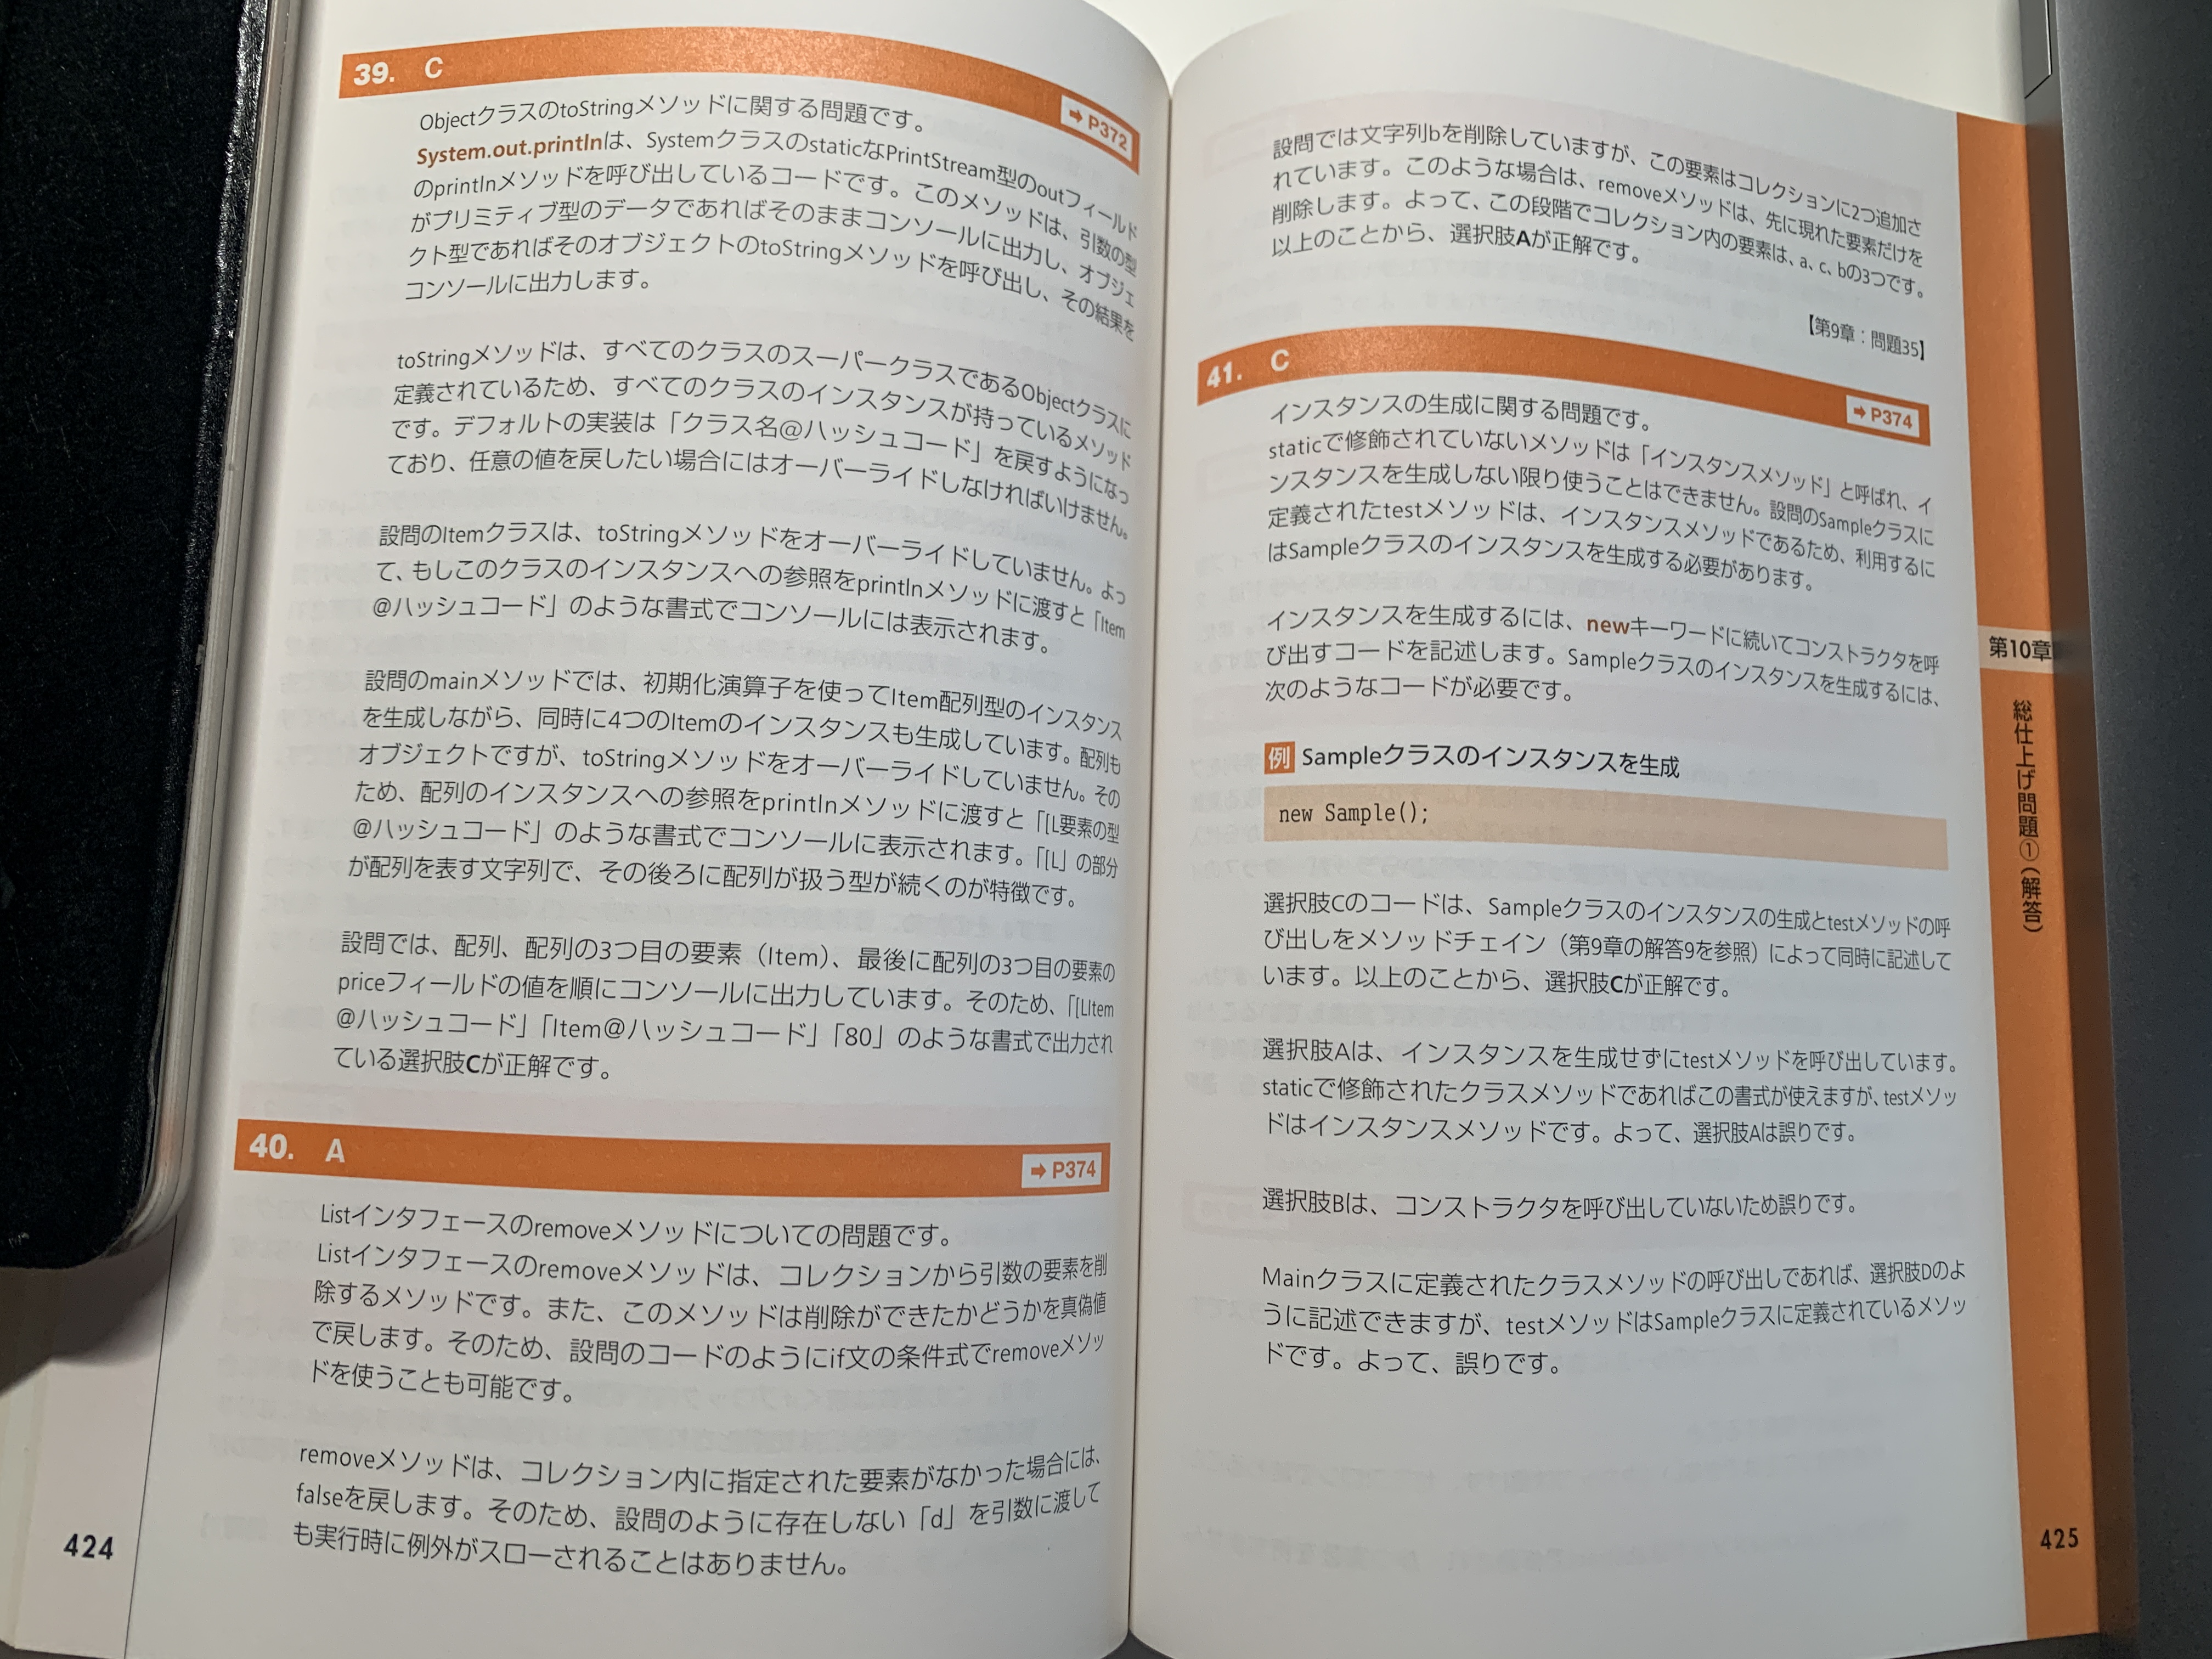 39. C
➡P372
ObjectクラスのtoStringメソッドに関する問題です。
System.out.printlnは、SystemクラスのstaticなPrintStream型のoutフィールド
のprintlnメソッドを呼び出しているコードです。このメソッドは、引数の型
がプリミティブ型のデータであればそのままコンソールに出力し、オブジェ
クト型であればそのオブジェクトのtoStringメソッドを呼び出し、その結果を
コンソールに出力します。
toStringメソッドは、すべてのクラスのスーパークラスであるObjectクラスに
定義されているため、すべてのクラスのインスタンスが持っているメソッド
です。デフォルトの実装は「クラス名@ハッシュコード」を戻すようになっ
ており、任意の値を戻したい場合にはオーバーライドしなければいけません。
設問のItemクラスは、toStringメソッドをオーバーライドしていません。よっ
て、もしこのクラスのインスタンスへの参照をprintlnメソッドに渡すと「Item
@ハッシュコード」のような書式でコンソールには表示されます。
設問のmainメソッドでは、初期化演算子を使ってItem配列型のインスタンス
を生成しながら、同時に4つのItemのインスタンスも生成しています。配列も
オブジェクトですが、toStringメソッドをオーバーライドしていません。その
ため、配列のインスタンスへの参照をprintlnメソッドに渡すと「[L要素の型
@ハッシュコード」のような書式でコンソールに表示されます。「[L」の部分
が配列を表す文字列で、その後ろに配列が扱う型が続くのが特徴です。
設問では、配列、配列の3つ目の要素（Item）、最後に配列の3つ目の要素の
priceフィールドの値を順にコンソールに出力しています。そのため、「[LItem
@ハッシュコード」「Item@ハッシュコード」「80」のような書式で出力され
ている選択肢Cが正解です。
40. A
➡P374
Listインタフェースのremoveメソッドについての問題です。
Listインタフェースのremoveメソッドは、コレクションから引数の要素を削
除するメソッドです。また、このメソッドは削除ができたかどうかを真偽値
で戻します。そのため、設問のコードのようにif文の条件式でremoveメソッ
ドを使うことも可能です。
removeメソッドは、コレクション内に指定された要素がなかった場合には、
falseを戻します。そのため、設問のように存在しない「d」を引数に渡して
も実行時に例外がスローされることはありません。
424
設問では文字列bを削除していますが、この要素はコレクションに2つ追加さ
れています。このような場合は、removeメソッドは、先に現れた要素だけを
削除します。よって、この段階でコレクション内の要素は、a、c、bの3つです。
以上のことから、選択肢Aが正解です。
【第9章：問題35】
41. C
➡P374
インスタンスの生成に関する問題です。
staticで修飾されていないメソッドは「インスタンスメソッド」と呼ばれ、イ
ンスタンスを生成しない限り使うことはできません。設問のSampleクラスに
定義されたtestメソッドは、インスタンスメソッドであるため、利用するに
はSampleクラスのインスタンスを生成する必要があります。
インスタンスを生成するには、newキーワードに続いてコンストラクタを呼
び出すコードを記述します。Sampleクラスのインスタンスを生成するには、
次のようなコードが必要です。
例 Sampleクラスのインスタンスを生成
new Sample();
選択肢Cのコードは、Sampleクラスのインスタンスの生成とtestメソッドの呼
び出しをメソッドチェイン（第9章の解答9を参照）によって同時に記述して
います。以上のことから、選択肢Cが正解です。
選択肢Aは、インスタンスを生成せずにtestメソッドを呼び出しています。
staticで修飾されたクラスメソッドであればこの書式が使えますが、testメソッ
ドはインスタンスメソッドです。よって、選択肢Aは誤りです。
選択肢Bは、コンストラクタを呼び出していないため誤りです。
Mainクラスに定義されたクラスメソッドの呼び出しであれば、選択肢Dのよ
うに記述できますが、testメソッドはSampleクラスに定義されているメソッ
ドです。よって、誤りです。
第10章
総仕上げ問題①（解答）
425